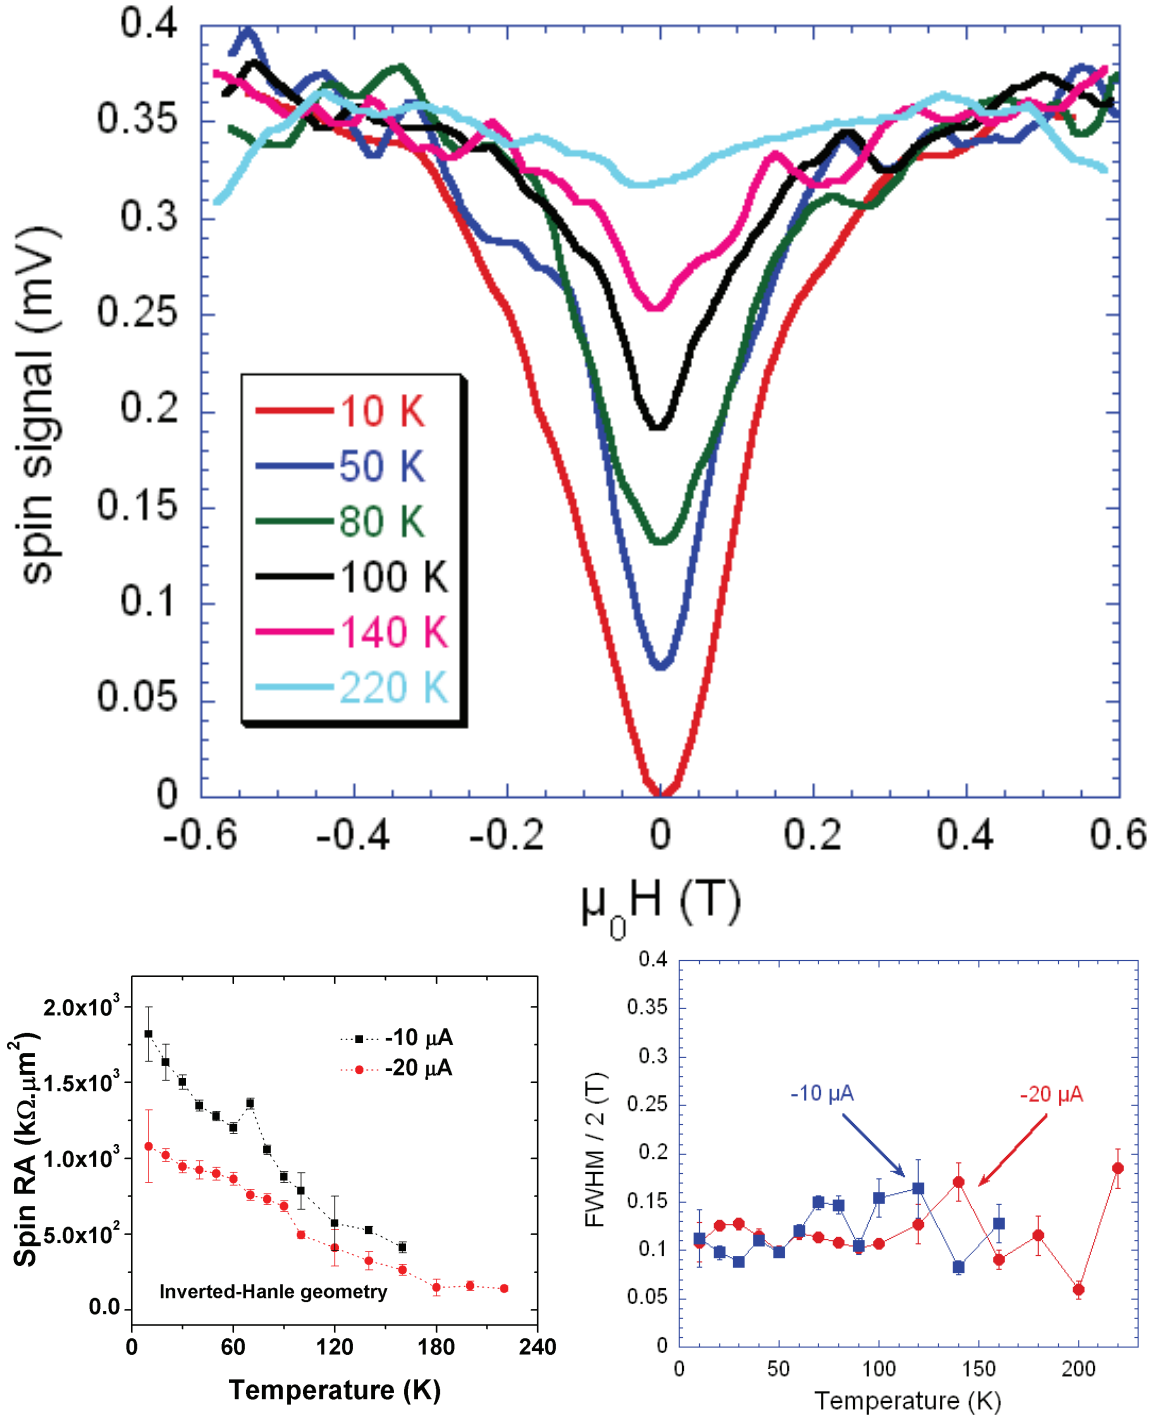 0.4
0.35
0.3
0.25
0.2
0.15
0.1
0.05
0
spin signal (mV)
10 K
50 K
80 K
100 K
140 K
220 K
-0.6 -0.4 -0.2 0 0.2 0.4 0.6
μ₀H (T)
2.0x10³
1.5x10³
1.0x10³
5.0x10²
0.0
Spin RA (kΩ.μm²)
-10 μA
-20 μA
Inverted-Hanle geometry
0 60 120 180 240
Temperature (K)
0.4
0.35
0.3
0.25
0.2
0.15
0.1
0.05
0
FWHM / 2 (T)
-10 μA
-20 μA
0 50 100 150 200
Temperature (K)